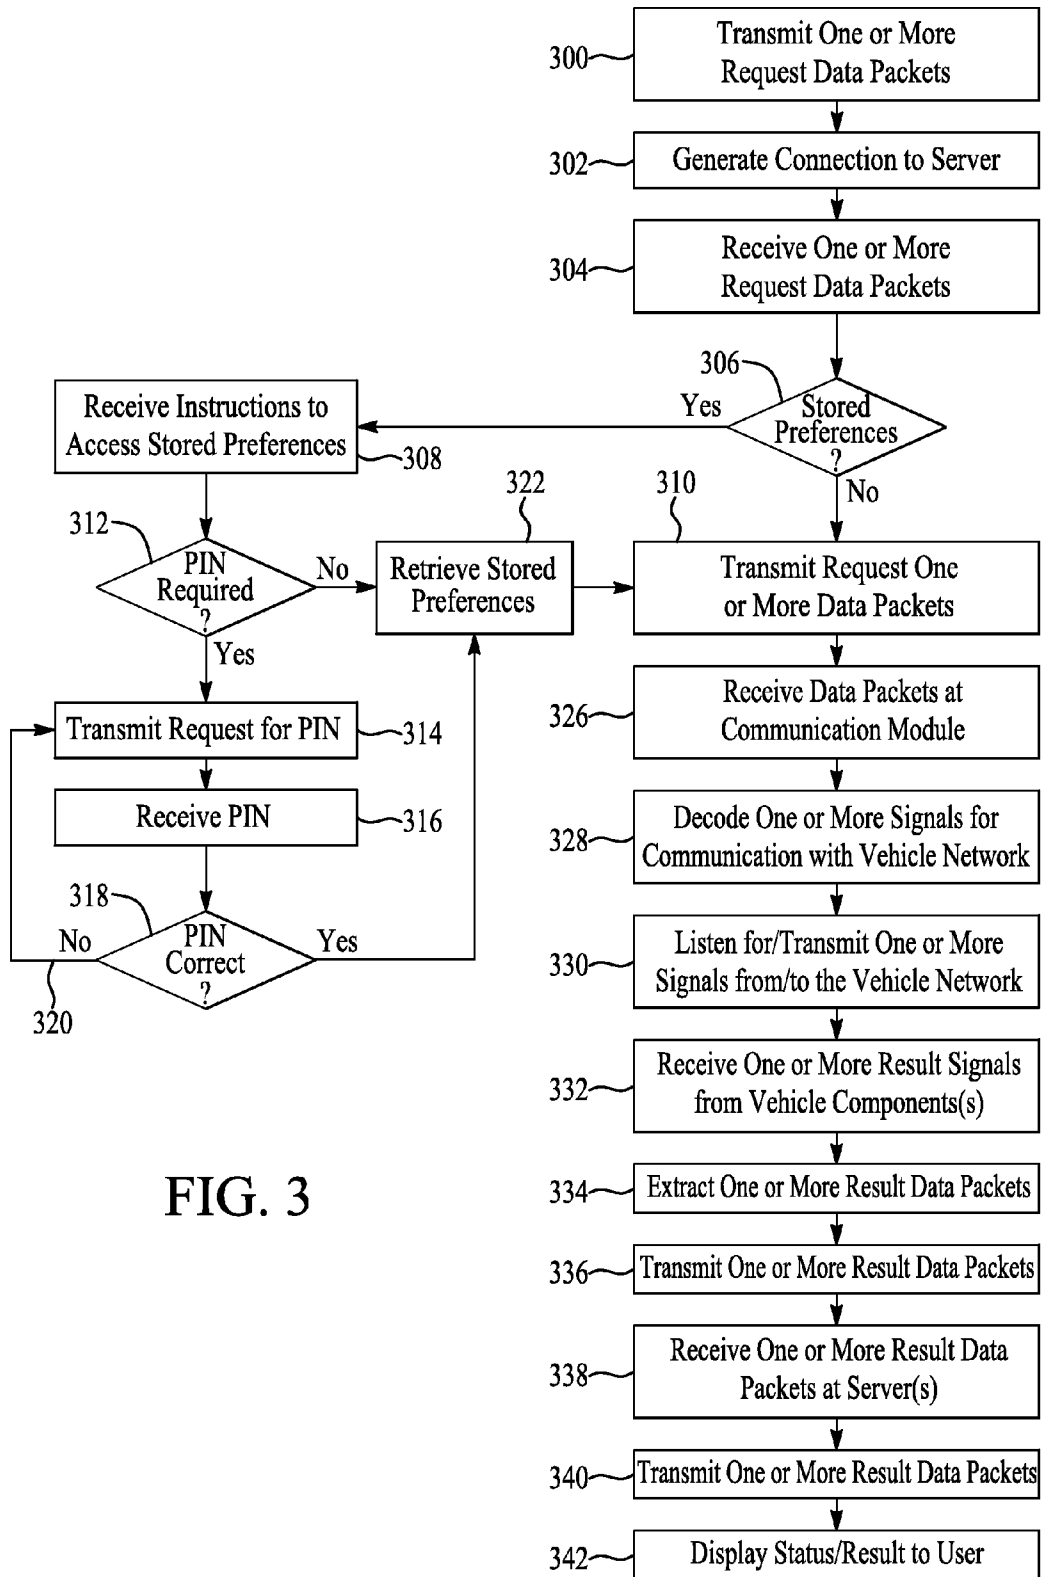 300
Transmit One or More
Request Data Packets
302
Generate Connection to Server
304
Receive One or More
Request Data Packets
306
Stored
Preferences
?
Yes
No
Receive Instructions to
Access Stored Preferences
308
312
PIN
Required
?
No
Yes
322
Retrieve Stored
Preferences
310
Transmit Request One
or More Data Packets
Transmit Request for PIN
314
Receive PIN
316
318
PIN
Correct
?
No
Yes
320
326
Receive Data Packets at
Communication Module
328
Decode One or More Signals for
Communication with Vehicle Network
330
Listen for/Transmit One or More
Signals from/to the Vehicle Network
332
Receive One or More Result Signals
from Vehicle Components(s)
334
Extract One or More Result Data Packets
336
Transmit One or More Result Data Packets
338
Receive One or More Result Data
Packets at Server(s)
340
Transmit One or More Result Data Packets
342
Display Status/Result to User
FIG. 3